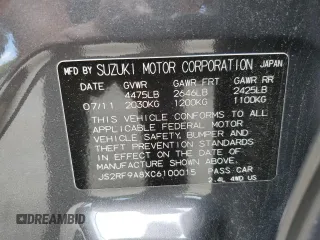 MFD BY SUZUKI MOTOR CORPORATION JAPAN
DATE GVWR GAWR FRT GAWR RR
07/11 4475LB 2646LB 2425LB
2030KG 1200KG 1100KG
THIS VEHICLE CONFORMS TO ALL
APPLICABLE FEDERAL MOTOR
VEHICLE SAFETY, BUMPER AND
THEFT PREVENTION STANDARDS
IN EFFECT ON THE DATE OF
MANUFACTURE SHOWN ABOVE.
JS2RF9A8XC6100015 PASS CAR
2.4L 4WD US
DREAMBID